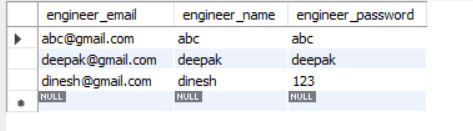 engineer_email engineer_name engineer_password
abc@gmail.com abc abc
deepak@gmail.com deepak deepak
dinesh@gmail.com dinesh 123
NULL NULL NULL